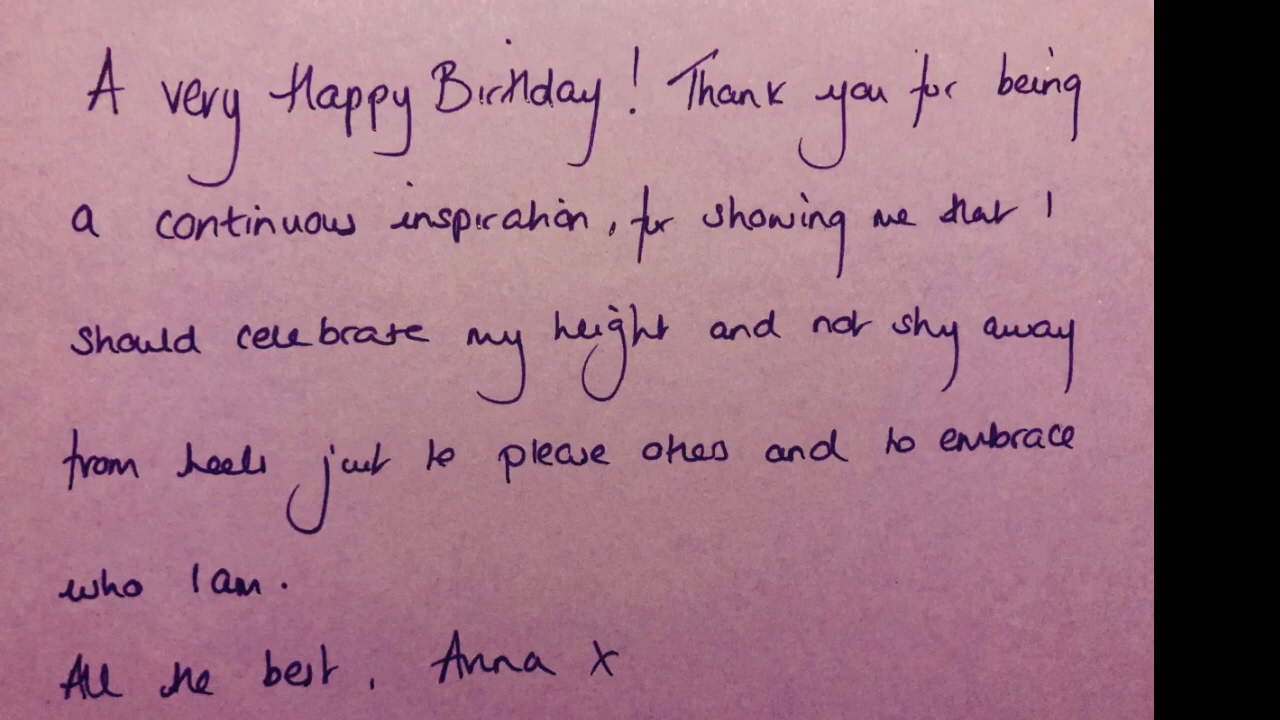 A very Happy Birthday! Thank you for being
a continuous inspiration, for showing me that I
should celebrate my height and not shy away
from heels just to please others and to embrace
who I am.
All the best, Anna X